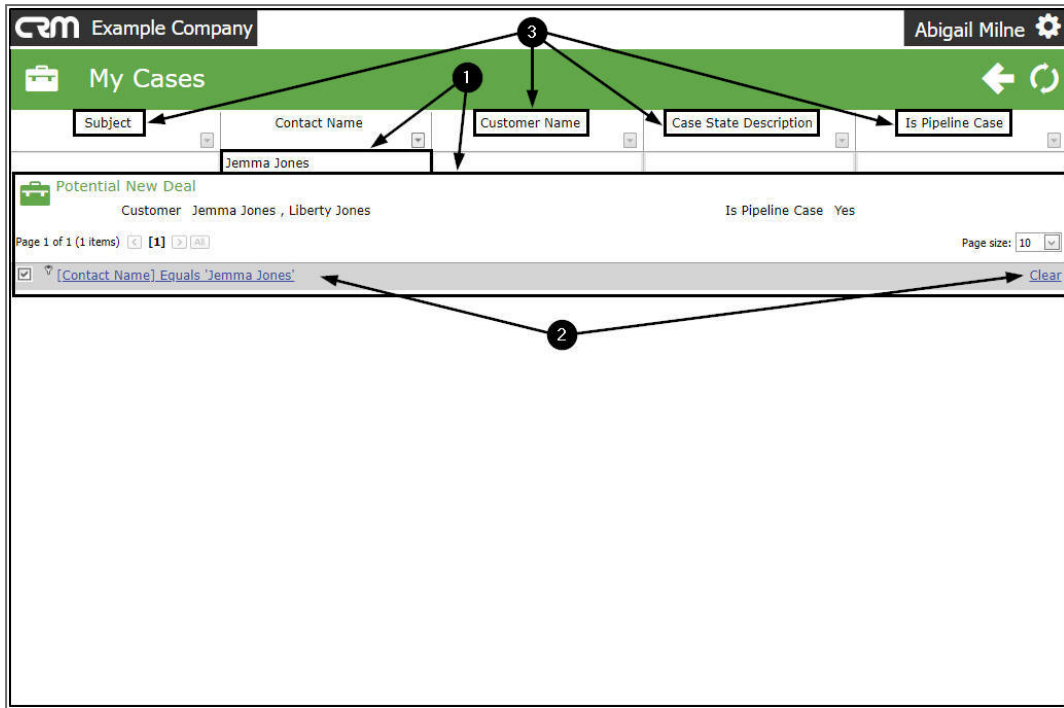 CRM Example Company Abigail Milne
3
My Cases
1
Subject Contact Name Customer Name Case State Description Is Pipeline Case
Jemma Jones
Potential New Deal
Customer Jemma Jones , Liberty Jones Is Pipeline Case Yes
Page 1 of 1 (1 items) < [1] > All Page size: 10
[Contact Name] Equals 'Jemma Jones' Clear
2